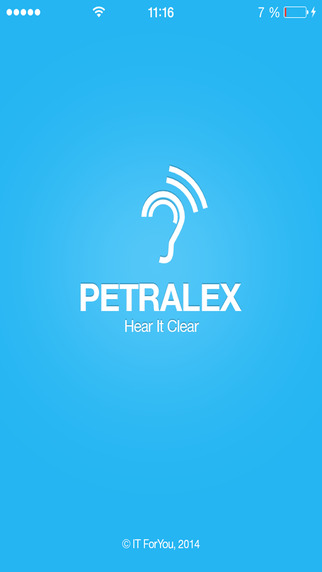 11:16 7 %
PETRALEX
Hear It Clear
© IT ForYou, 2014